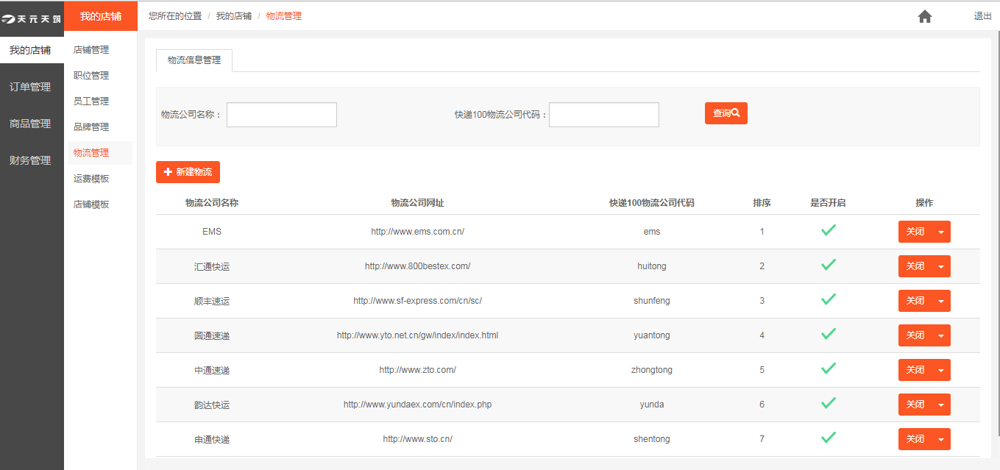 天元天筑
我的店铺
您所在的位置 / 我的店铺 / 物流管理
退出
我的店铺
订单管理
商品管理
财务管理
店铺管理
职位管理
员工管理
品牌管理
物流管理
运费模板
店铺模板
物流信息管理
物流公司名称：
快递100物流公司代码：
查询
新建物流
物流公司名称 物流公司网址 快递100物流公司代码 排序 是否开启 操作
EMS http://www.ems.com.cn/ ems 1 关闭
汇通快运 http://www.800bestex.com/ huitong 2 关闭
顺丰速运 http://www.sf-express.com/cn/sc/ shunfeng 3 关闭
圆通速递 http://www.yto.net.cn/gw/index/index.html yuantong 4 关闭
中通速递 http://www.zto.com/ zhongtong 5 关闭
韵达快运 http://www.yundaex.com/cn/index.php yunda 6 关闭
申通快递 http://www.sto.cn/ shentong 7 关闭